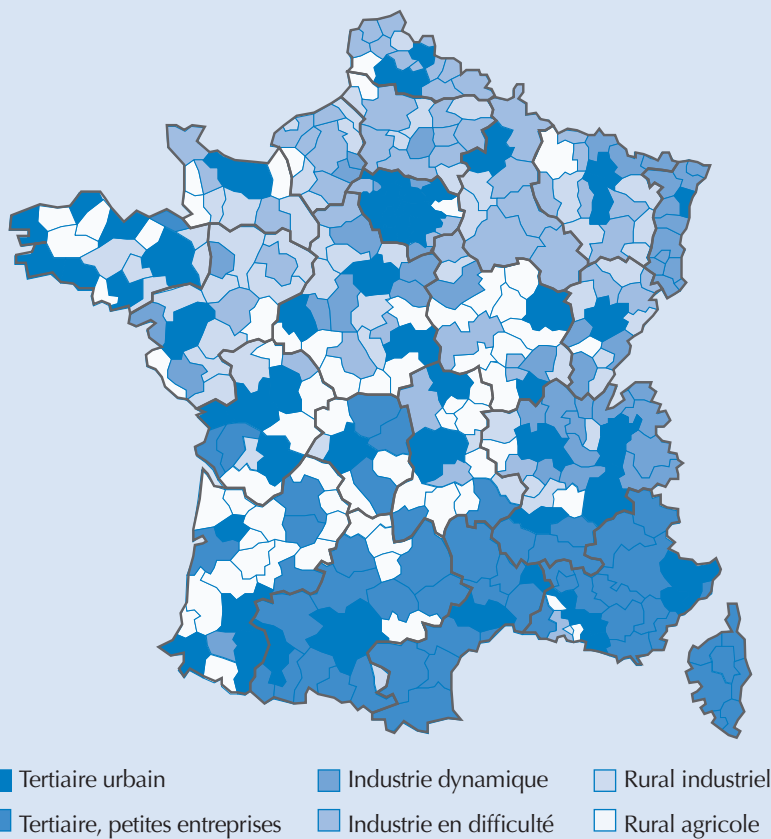 Tertiaire urbain
Industrie dynamique
Rural industriel
Tertiaire, petites entreprises
Industrie en difficulté
Rural agricole